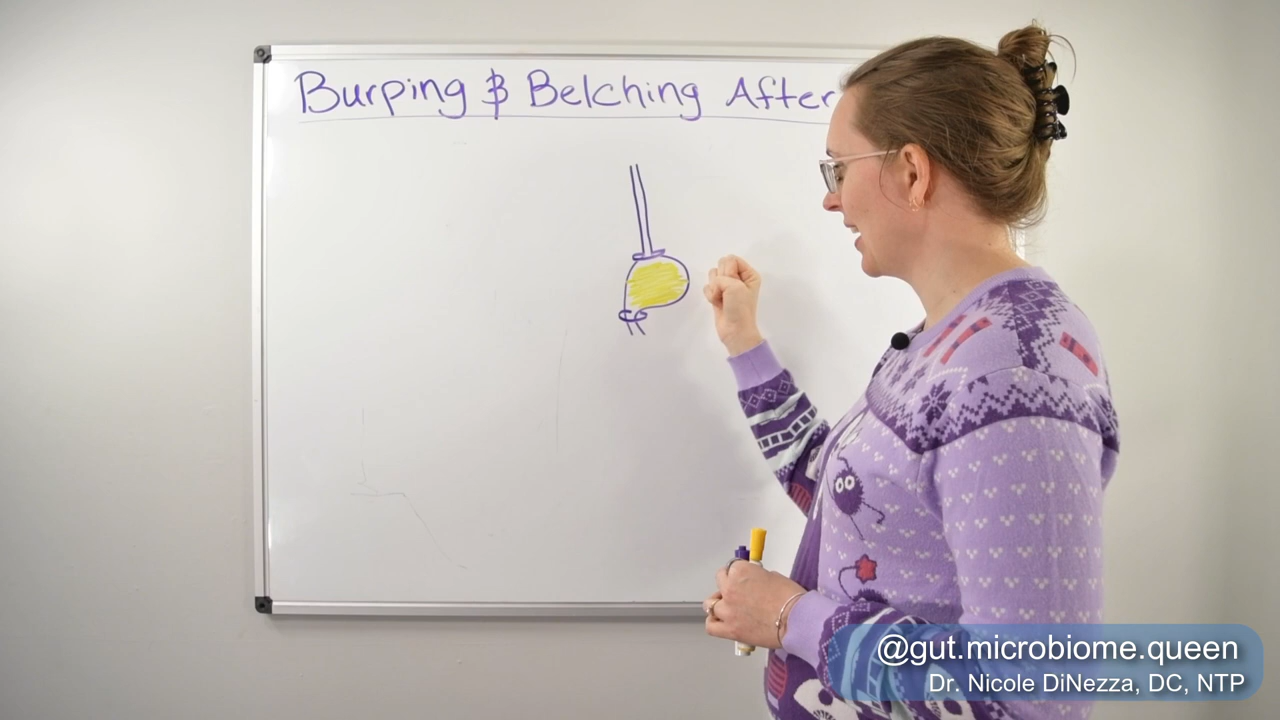 Burping & Belching After
@gut.microbiome.queen
Dr. Nicole DiNezza, DC, NTP